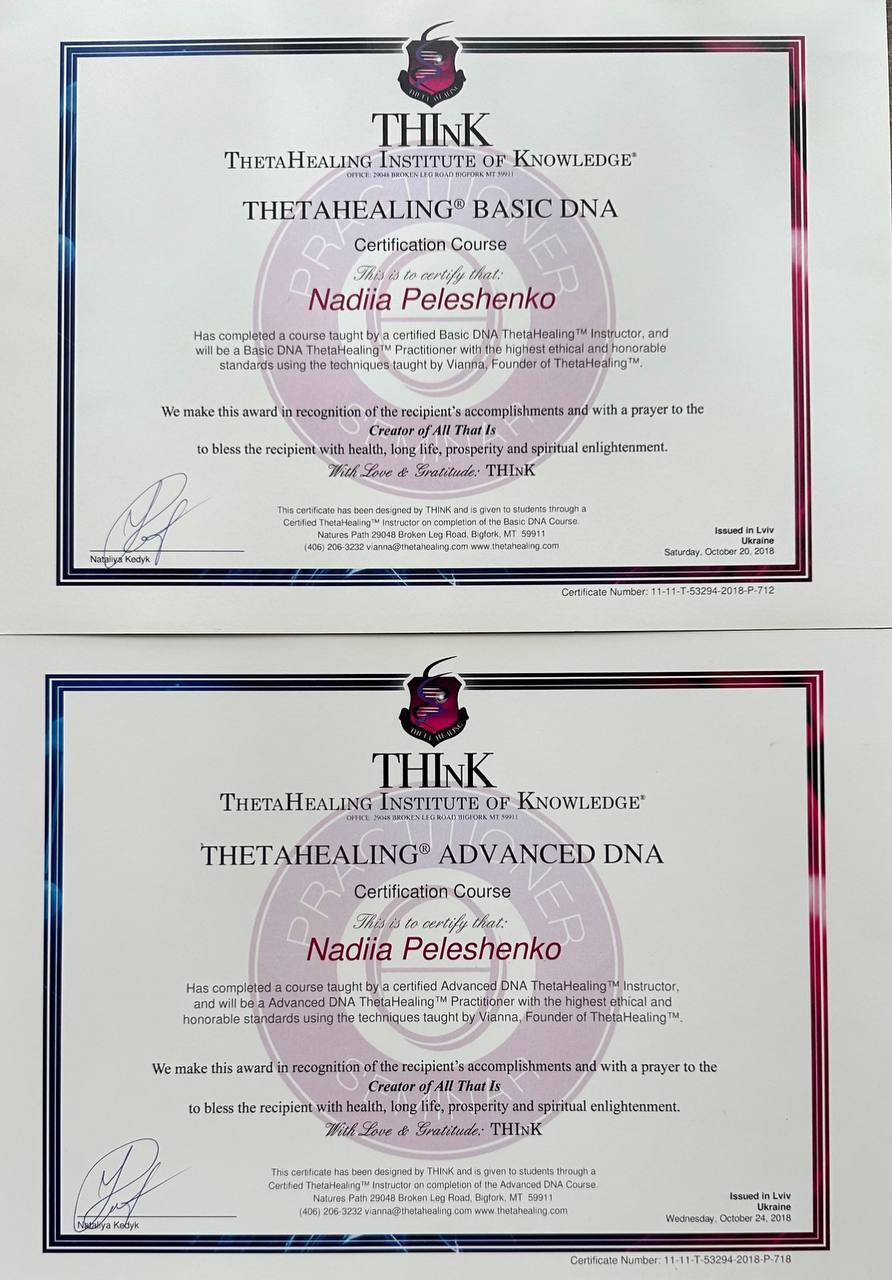 THETA HEALING
THInK
ThetaHealing Institute of Knowledge®
OFFICE: 29048 BROKEN LEG ROAD BIGFORK MT 59911
THETAHEALING® BASIC DNA
Certification Course
This is to certify that:
Nadiia Peleshenko
Has completed a course taught by a certified Basic DNA ThetaHealing™ Instructor, and
will be a Basic DNA ThetaHealing™ Practitioner with the highest ethical and honorable
standards using the techniques taught by Vianna, Founder of ThetaHealing™.
PRACTITIONER
SEMINAR
We make this award in recognition of the recipient's accomplishments and with a prayer to the
Creator of All That Is
to bless the recipient with health, long life, prosperity and spiritual enlightenment.
With Love & Gratitude: THInK
This certificate has been designed by THINK and is given to students through a
Certified ThetaHealing™ Instructor on completion of the Basic DNA Course.
Natures Path 29048 Broken Leg Road, Bigfork, MT 59911
(406) 206-3232 vianna@thetahealing.com www.thetahealing.com
Nataliya Kedyk
Issued in Lviv
Ukraine
Saturday, October 20, 2018
Certificate Number: 11-11-T-53294-2018-P-712
THETA HEALING
THInK
ThetaHealing Institute of Knowledge®
OFFICE: 29048 BROKEN LEG ROAD BIGFORK MT 59911
THETAHEALING® ADVANCED DNA
Certification Course
This is to certify that:
Nadiia Peleshenko
Has completed a course taught by a certified Advanced DNA ThetaHealing™ Instructor,
and will be a Advanced DNA ThetaHealing™ Practitioner with the highest ethical and
honorable standards using the techniques taught by Vianna, Founder of ThetaHealing™.
PRACTITIONER
SEMINAR
We make this award in recognition of the recipient's accomplishments and with a prayer to the
Creator of All That Is
to bless the recipient with health, long life, prosperity and spiritual enlightenment.
With Love & Gratitude: THInK
This certificate has been designed by THINK and is given to students through a
Certified ThetaHealing™ Instructor on completion of the Advanced DNA Course.
Natures Path 29048 Broken Leg Road, Bigfork, MT 59911
(406) 206-3232 vianna@thetahealing.com www.thetahealing.com
Nataliya Kedyk
Issued in Lviv
Ukraine
Wednesday, October 24, 2018
Certificate Number: 11-11-T-53294-2018-P-718